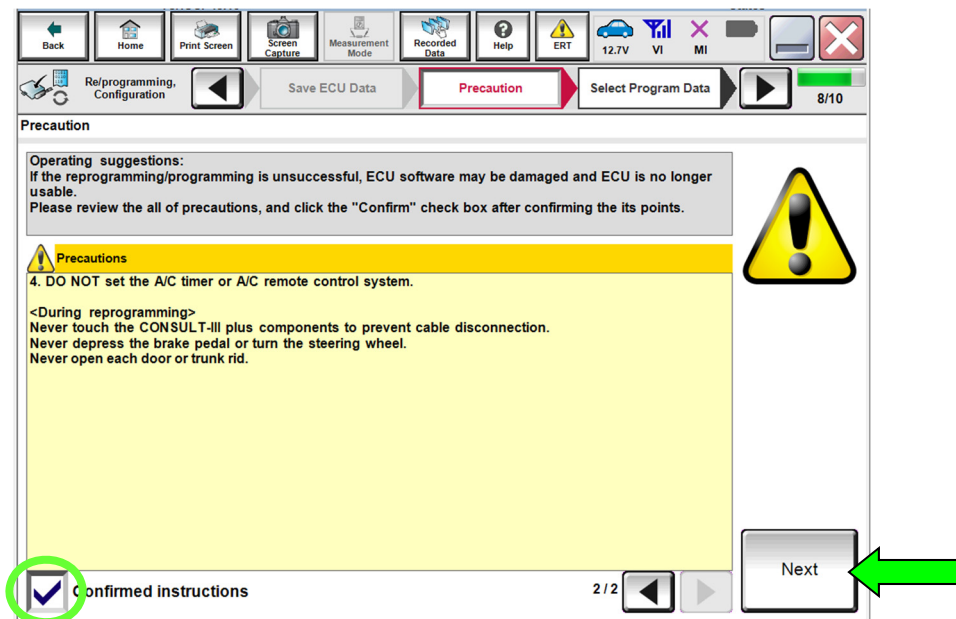 Back
Home
Print Screen
Screen
Capture
Measurement
Mode
Recorded
Data
Help
ERT
12.7V
VI
MI
Re/programming,
Configuration
Save ECU Data
Precaution
Select Program Data
8/10
Precaution
Operating suggestions:
If the reprogramming/programming is unsuccessful, ECU software may be damaged and ECU is no longer
usable.
Please review the all of precautions, and click the "Confirm" check box after confirming the its points.
Precautions
4. DO NOT set the A/C timer or A/C remote control system.
<During reprogramming>
Never touch the CONSULT-III plus components to prevent cable disconnection.
Never depress the brake pedal or turn the steering wheel.
Never open each door or trunk rid.
Confirmed instructions
2/2
Next